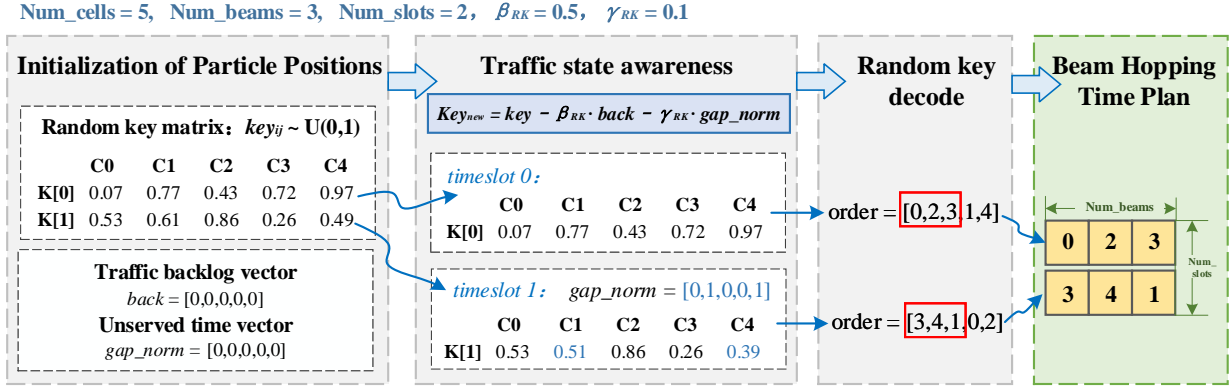 Num_cells = 5, Num_beams = 3, Num_slots = 2, β_RK = 0.5, γ_RK = 0.1
Initialization of Particle Positions
Random key matrix: key_ij ~ U(0,1)
C0 C1 C2 C3 C4
K[0] 0.07 0.77 0.43 0.72 0.97
K[1] 0.53 0.61 0.86 0.26 0.49
Traffic backlog vector
back = [0,0,0,0,0]
Unserved time vector
gap_norm = [0,0,0,0,0]
Traffic state awareness
Key_new = key − β_RK · back − γ_RK · gap_norm
timeslot 0:
C0 C1 C2 C3 C4
K[0] 0.07 0.77 0.43 0.72 0.97
timeslot 1: gap_norm = [0,1,0,0,1]
C0 C1 C2 C3 C4
K[1] 0.53 0.51 0.86 0.26 0.39
Random key
decode
order = [0,2,3,1,4]
order = [3,4,1,0,2]
Beam Hopping
Time Plan
Num_beams
0 2 3
3 4 1
Num_
slots